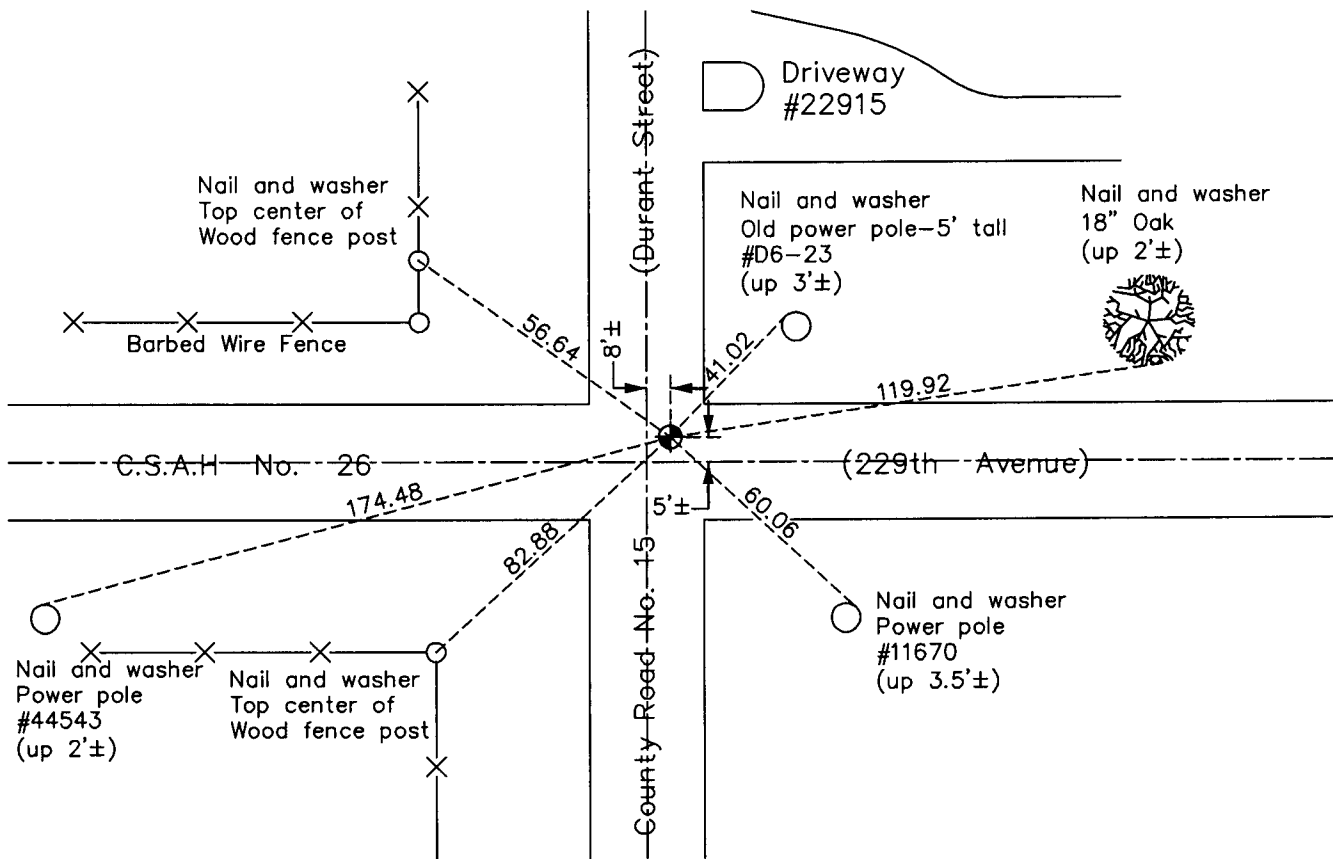 Driveway
#22915
(Durant Street)
Nail and washer
Top center of
Wood fence post
Nail and washer
Old power pole-5' tall
#D6-23
(up 3'±)
Nail and washer
18" Oak
(up 2'±)
Barbed Wire Fence
56.64
8'±
41.02
119.92
C.S.A.H No. 26
(229th Avenue)
174.48
82.88
5'±
60.06
County Road No. 15
Nail and washer
Power pole
#11670
(up 3.5'±)
Nail and washer
Power pole
#44543
(up 2'±)
Nail and washer
Top center of
Wood fence post